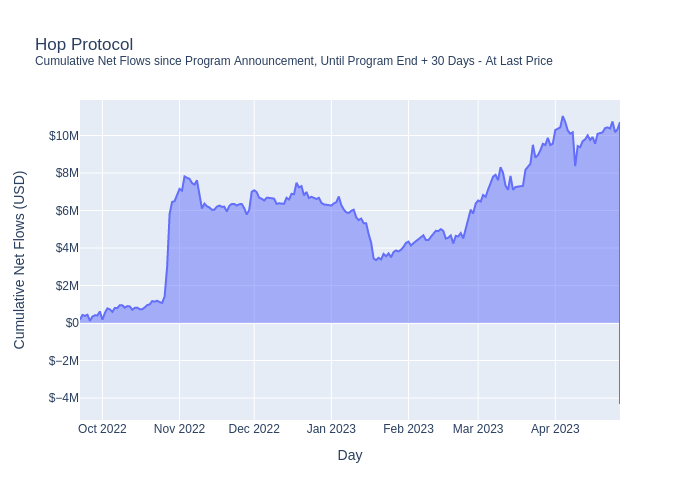 Hop Protocol
Cumulative Net Flows since Program Announcement, Until Program End + 30 Days - At Last Price
Cumulative Net Flows (USD)
$10M
$8M
$6M
$4M
$2M
$0
$−2M
$−4M
Oct 2022 Nov 2022 Dec 2022 Jan 2023 Feb 2023 Mar 2023 Apr 2023
Day